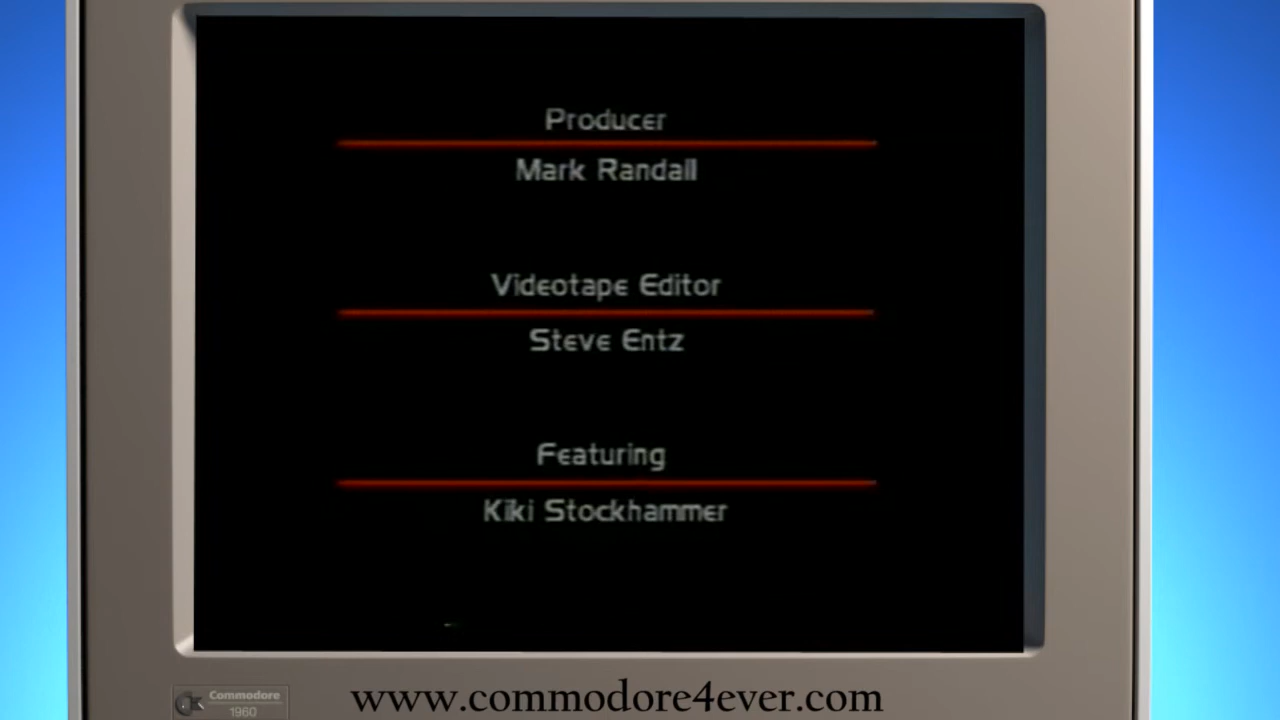 Producer
Mark Randall
Videotape Editor
Steve Entz
Featuring
Kiki Stockhammer
Commodore
1960
www.commodore4ever.com